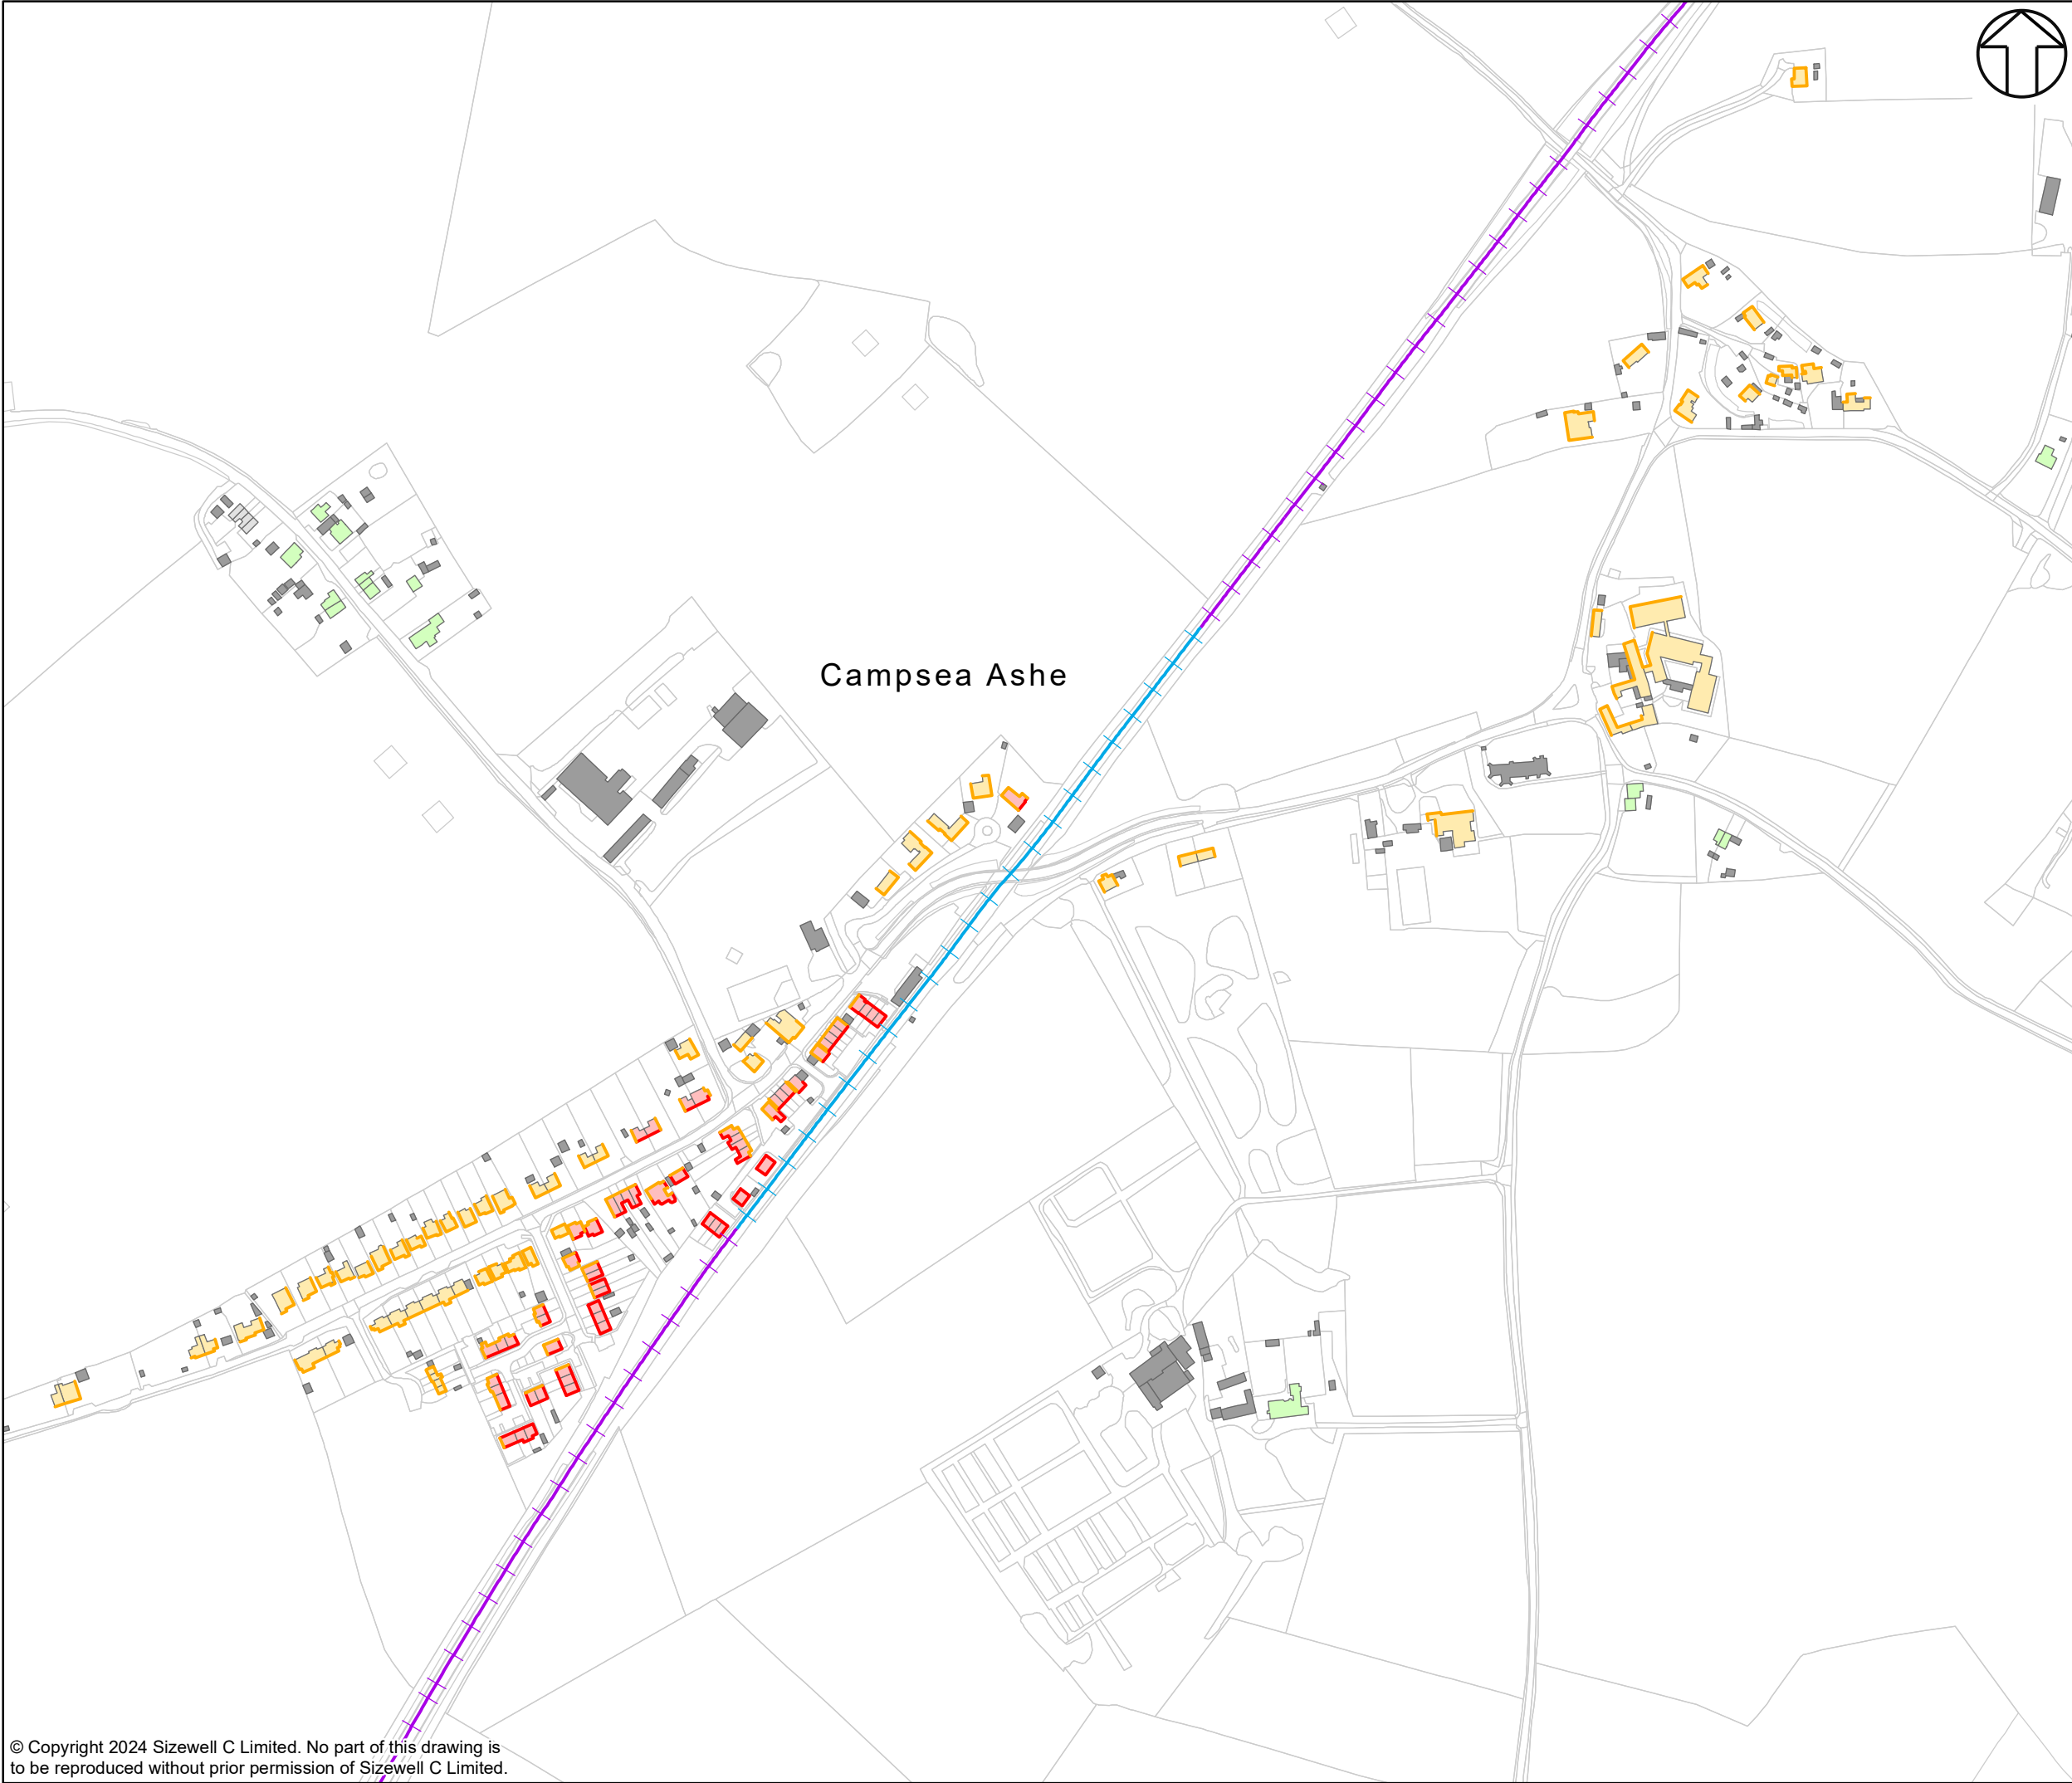 Campsea Ashe
© Copyright 2024 Sizewell C Limited. No part of this drawing is
to be reproduced without prior permission of Sizewell C Limited.